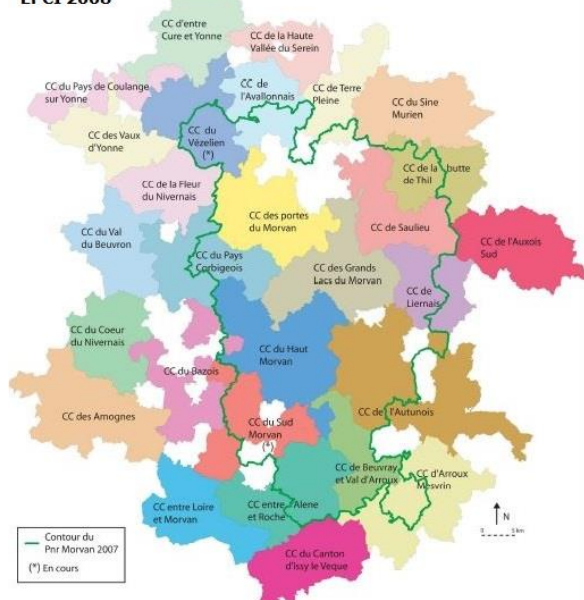 EPCI 2008
CC d'entre
Cure et Yonne
CC de la Haute
Vallée du Serein
CC du Pays de Coulange
sur Yonne
CC de
l'Avallonnais
CC de Terre
Pleine
CC du Sine
Murien
CC des Vaux
d'Yonne
CC du
Vézelien
(*)
CC de la butte
de Thil
CC de la Fleur
du Nivernais
CC des portes
du Morvan
CC de Saulieu
CC de l'Auxois
Sud
CC du Val
du Beuvron
CC du Pays
Corbigeois
CC des Grands
Lacs du Morvan
CC de
Liernais
CC du Coeur
du Nivernais
CC du Haut
Morvan
CC du Bazois
CC des Amognes
CC du Sud
Morvan
(*)
CC de l'Autunois
CC de Beuvray
et Val d'Arroux
CC d'Arroux
Mesvrin
CC entre Loire
et Morvan
CC entre Alene
et Roche
CC du Canton
d'Issy le Veque
N
Contour du
Pnr Morvan 2007
(*) En cours